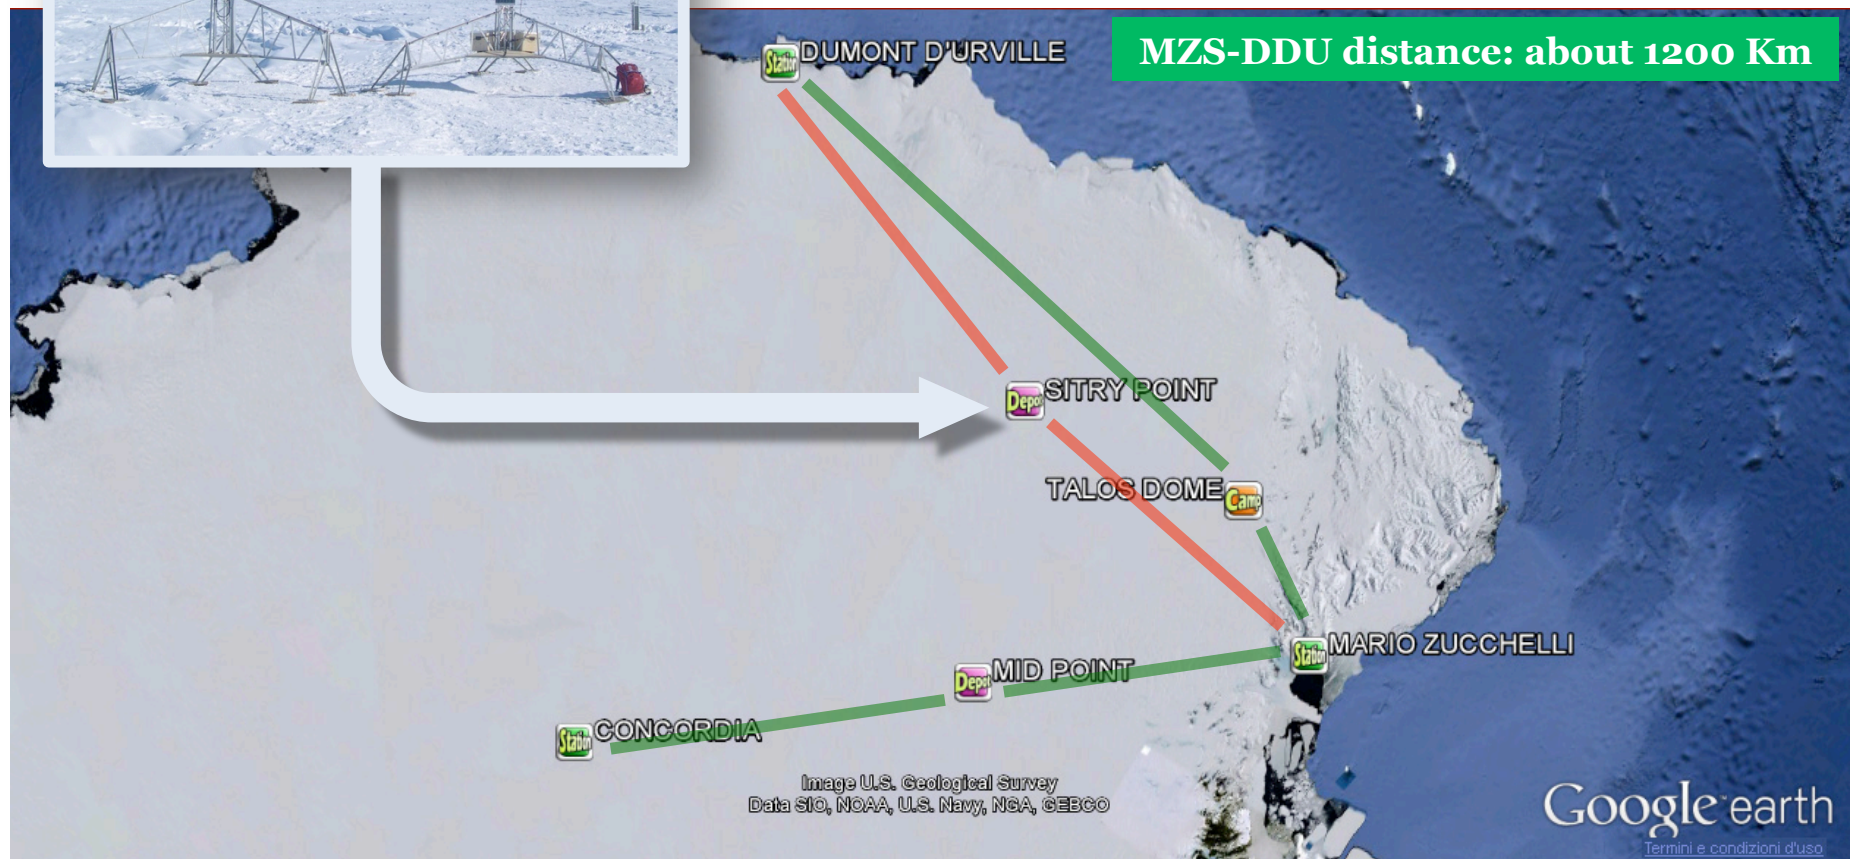 MZS-DDU distance: about 1200 Km
Station DUMONT D'URVILLE
Depot SITRY POINT
TALOS DOME Camp
Station MARIO ZUCCHELLI
Depot MID POINT
Station CONCORDIA
Image U.S. Geological Survey
Data SIO, NOAA, U.S. Navy, NGA, GEBCO
Google earth
Termini e condizioni d'uso